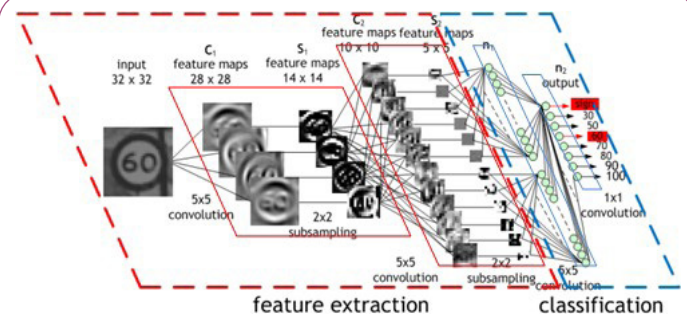 input
32 x 32
C1
feature maps
28 x 28
S1
feature maps
14 x 14
C2
feature maps
10 x 10
S2
feature maps
5 x 5
n1
n2
output
60
30
50
60
70
80
90
100
5x5
convolution
2x2
subsampling
5x5
convolution
2x2
subsampling
5x5
convolution
1x1
convolution
feature extraction
classification